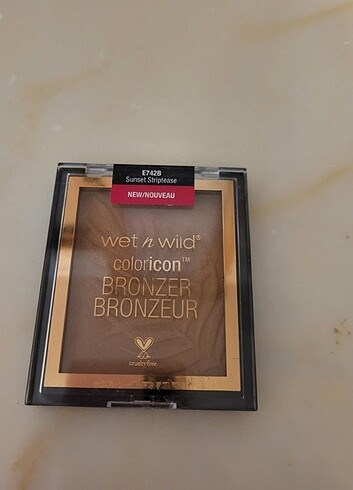 E742B
Sunset Striptease
NEW/NOUVEAU
wet n wild®
coloricon™
BRONZER
BRONZEUR
crueltyfree